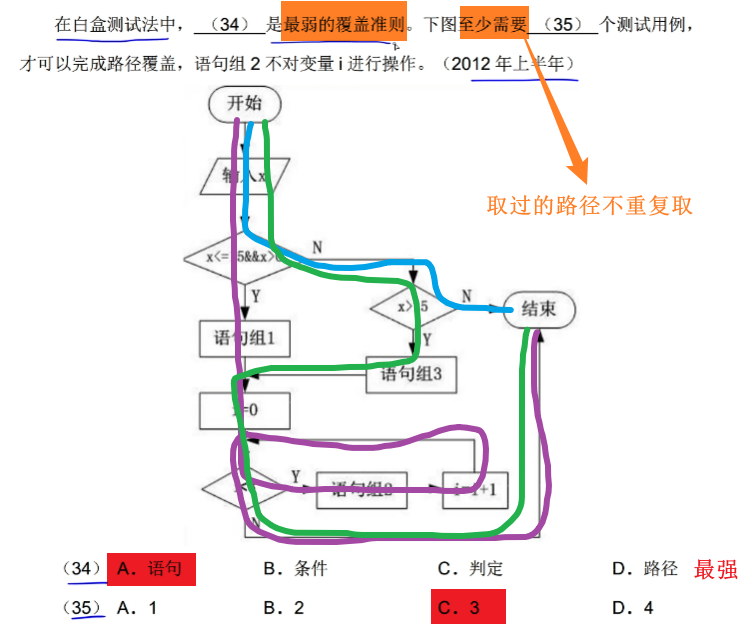 在白盒测试法中，（34）是最弱的覆盖准则。下图至少需要（35）个测试用例，
才可以完成路径覆盖，语句组 2 不对变量 i 进行操作。（2012 年上半年）
开始
输入x
取过的路径不重复取
N
x<= 5&&x>
x> 5
N
结束
Y
Y
语句组1
语句组3
=0
Y
语句组2
i=i+1
N
（34） A．语句 B．条件 C．判定 D．路径 最强
（35） A．1 B．2 C．3 D．4